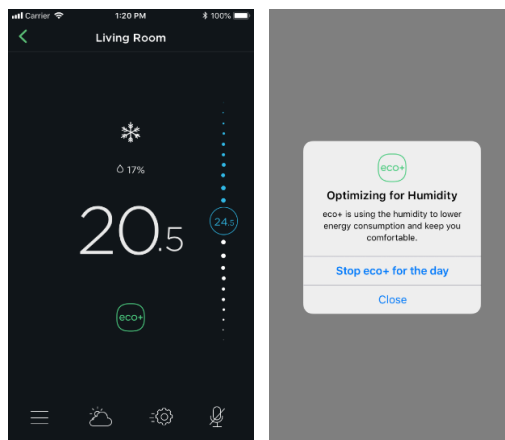 Carrier 1:20 PM 100%
Living Room
17%
20.5
24.5
eco+
eco+
Optimizing for Humidity
eco+ is using the humidity to lower
energy consumption and keep you
comfortable.
Stop eco+ for the day
Close